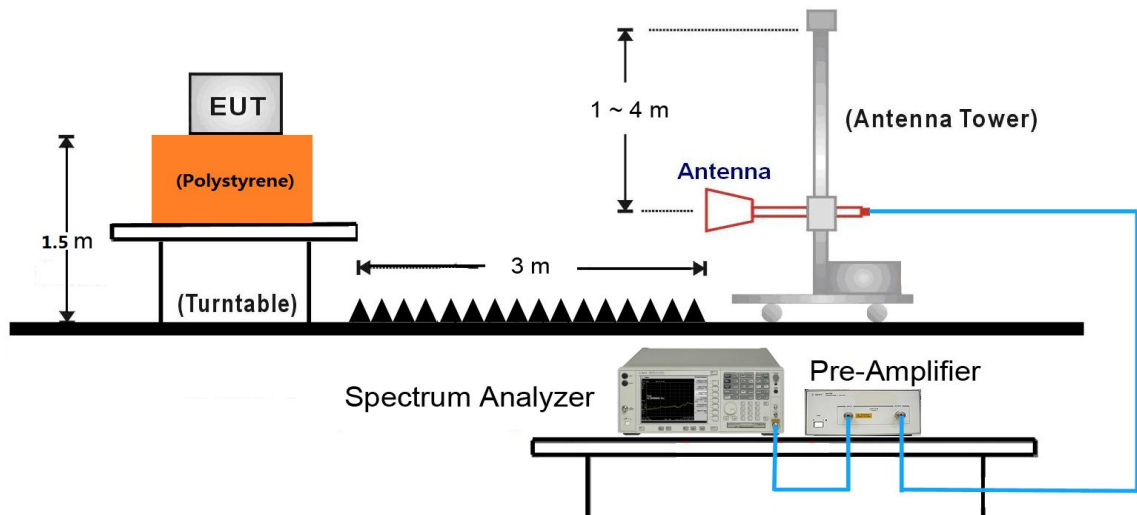 EUT
(Polystyrene)
1.5 m
(Turntable)
3 m
1 ~ 4 m
Antenna
(Antenna Tower)
Spectrum Analyzer
Pre-Amplifier